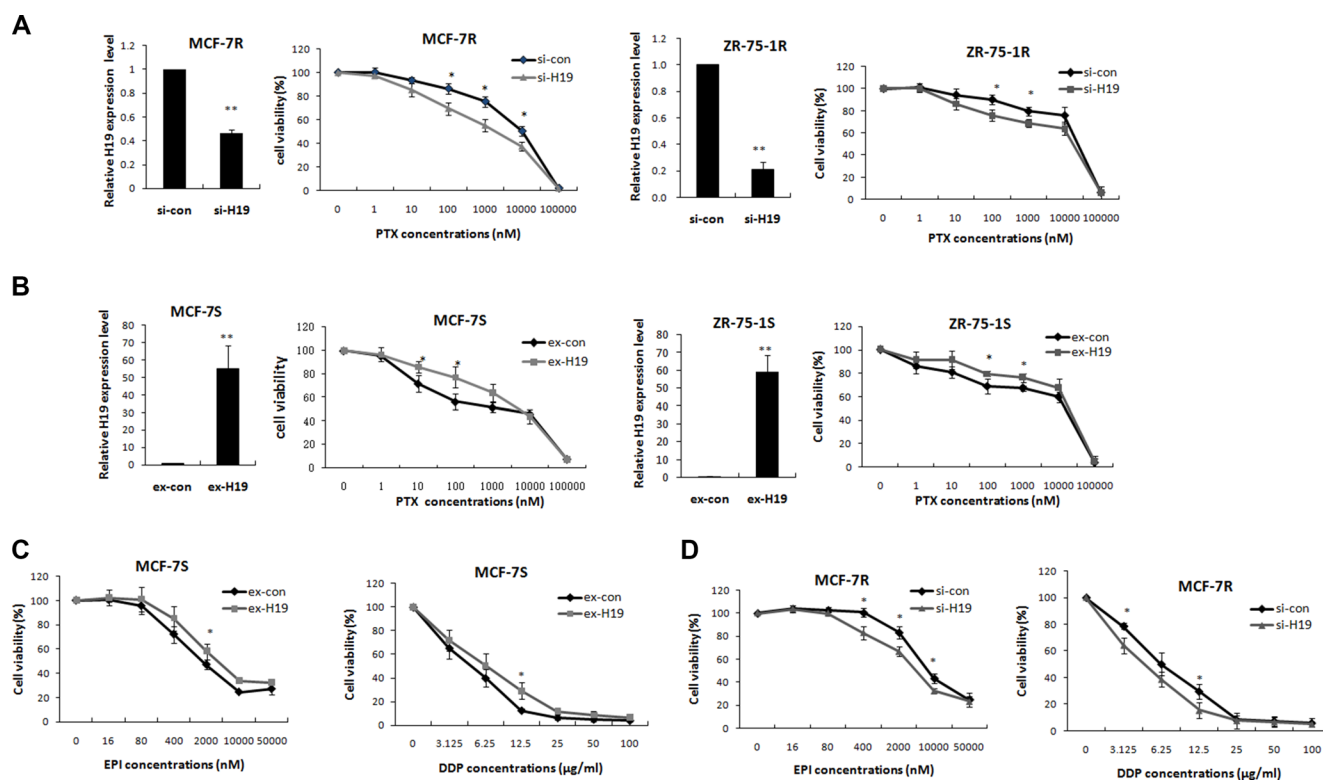 A
MCF-7R
Relative H19 expression level
1.2
1
0.8
0.6
0.4
0.2
0
**
si-con si-H19
MCF-7R
si-con
si-H19
cell viability(%)
120
100
80
60
40
20
0
* * *
0 1 10 100 1000 10000 100000
PTX concentrations (nM)
ZR-75-1R
Relative H19 expression level
1.0
0.8
0.6
0.4
0.2
0.0
**
si-con si-H19
ZR-75-1R
si-con
si-H19
Cell viability(%)
120
100
80
60
40
20
0
* *
0 1 10 100 1000 10000 100000
PTX concentrations (nM)
B
MCF-7S
Relative H19 expression level
80
70
60
50
40
30
20
10
0
**
ex-con ex-H19
MCF-7S
ex-con
ex-H19
cell viability
120
100
80
60
40
20
0
* *
0 1 10 100 1000 10000 100000
PTX concentrations (nM)
ZR-75-1S
Relative H19 expression level
80
70
60
50
40
30
20
10
0
**
ex-con ex-H19
ZR-75-1S
ex-con
ex-H19
Cell viability(%)
120
100
80
60
40
20
0
* *
0 1 10 100 1000 10000 100000
PTX concentrations (nM)
C
MCF-7S
ex-con
ex-H19
Cell viability(%)
120
100
80
60
40
20
0
*
0 16 80 400 2000 10000 50000
EPI concentrations (nM)
MCF-7S
ex-con
ex-H19
Cell viability(%)
120
100
80
60
40
20
0
*
0 3.125 6.25 12.5 25 50 100
DDP concentrations (μg/ml)
D
MCF-7R
si-con
si-H19
Cell viability(%)
120
100
80
60
40
20
0
* * *
0 16 80 400 2000 10000 50000
EPI concentrations (nM)
MCF-7R
si-con
si-H19
Cell viability(%)
120
100
80
60
40
20
0
* *
0 3.125 6.25 12.5 25 50 100
DDP concentrations (μg/ml)